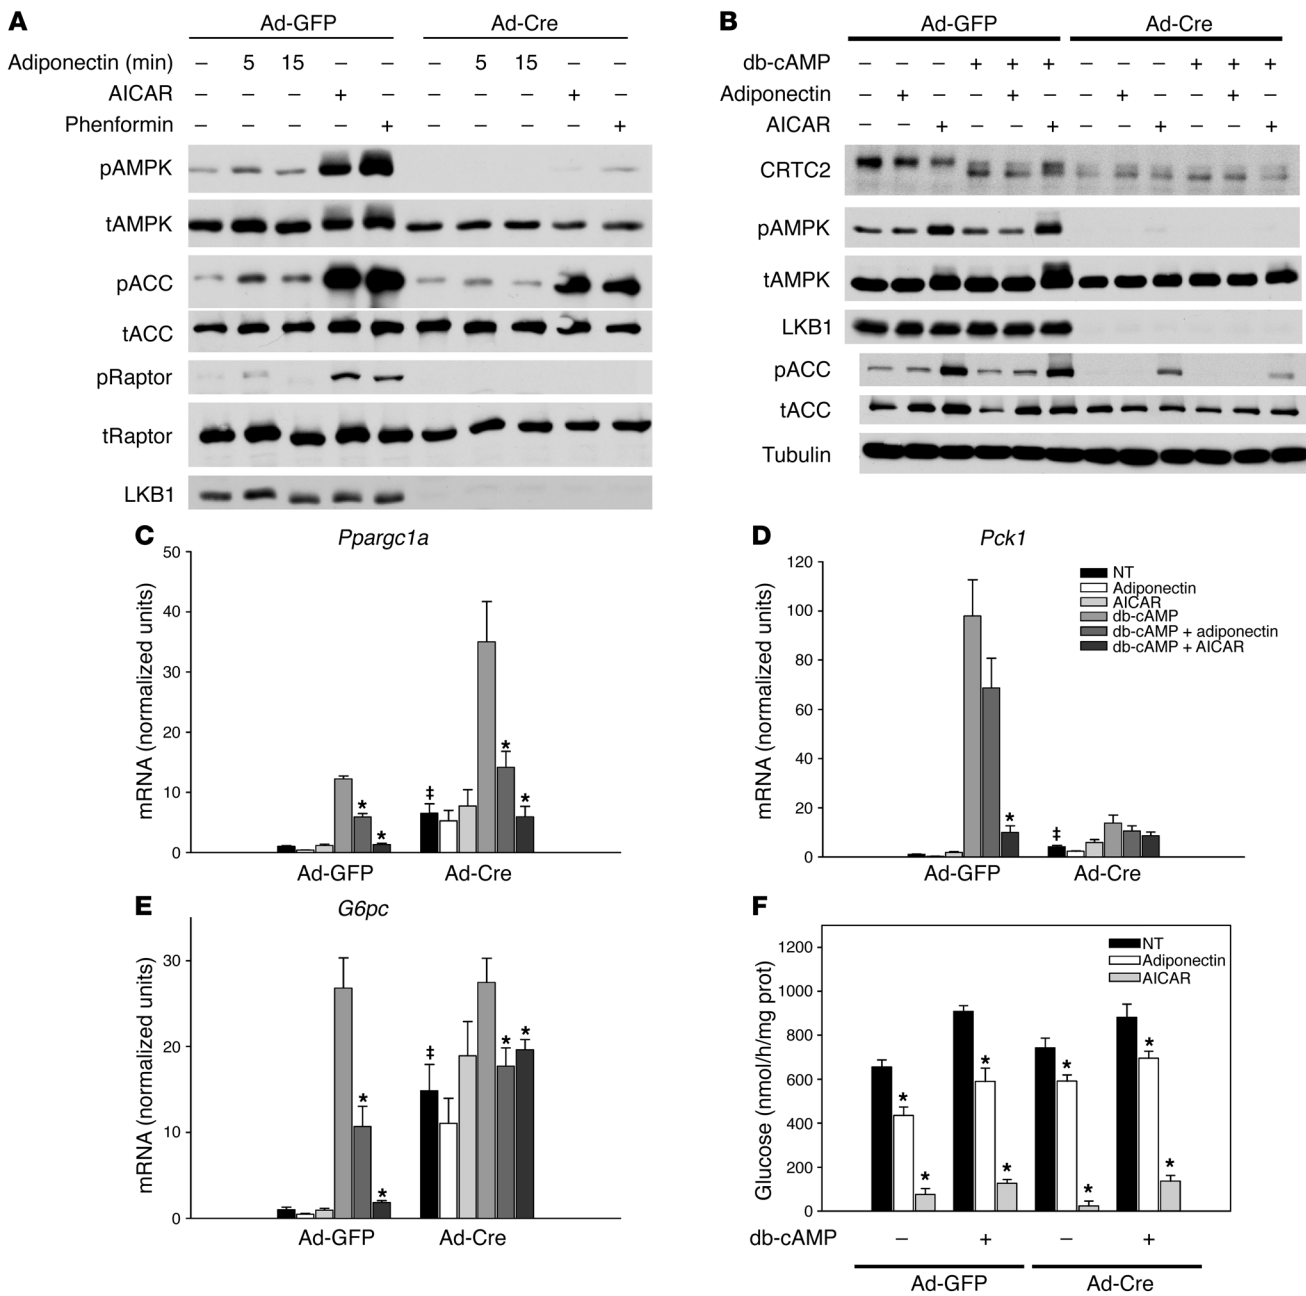 A
Ad-GFP Ad-Cre
Adiponectin (min) – 5 15 – – – 5 15 – –
AICAR – – – + – – – – + –
Phenformin – – – – + – – – – +
pAMPK
tAMPK
pACC
tACC
pRaptor
tRaptor
LKB1
B
Ad-GFP Ad-Cre
db-cAMP – – – + + + – – – + + +
Adiponectin – + – – + – – + – – + –
AICAR – – + – – + – – + – – +
CRTC2
pAMPK
tAMPK
LKB1
pACC
tACC
Tubulin
C
Ppargc1a
mRNA (normalized units)
50
40
30
20
10
0
* * ‡ * *
Ad-GFP Ad-Cre
D
Pck1
mRNA (normalized units)
120
100
80
60
40
20
0
NT
Adiponectin
AICAR
db-cAMP
db-cAMP + adiponectin
db-cAMP + AICAR
* ‡
Ad-GFP Ad-Cre
E
G6pc
mRNA (normalized units)
30
20
10
0
* * ‡ * *
Ad-GFP Ad-Cre
F
Glucose (nmol/h/mg prot)
1200
1000
800
600
400
200
0
NT
Adiponectin
AICAR
* * * * * * * *
db-cAMP – + – +
Ad-GFP Ad-Cre